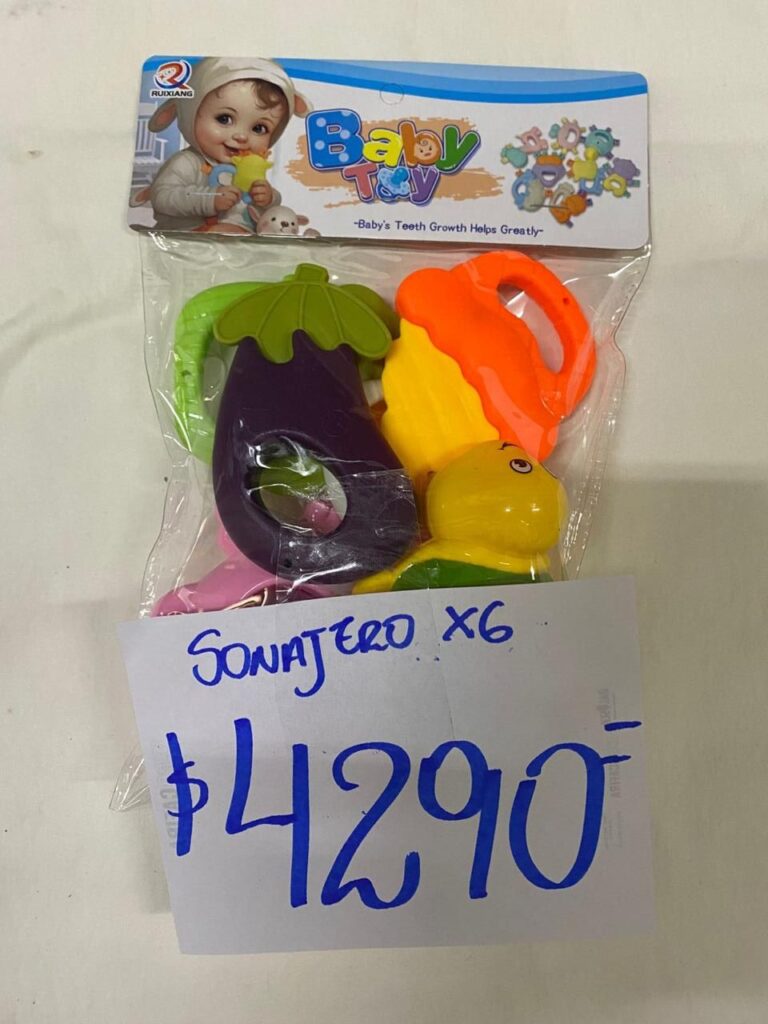 RUIXIANG
Baby
Toy
-Baby's Teeth Growth Helps Greatly-
SONAJERO X6
$4290=